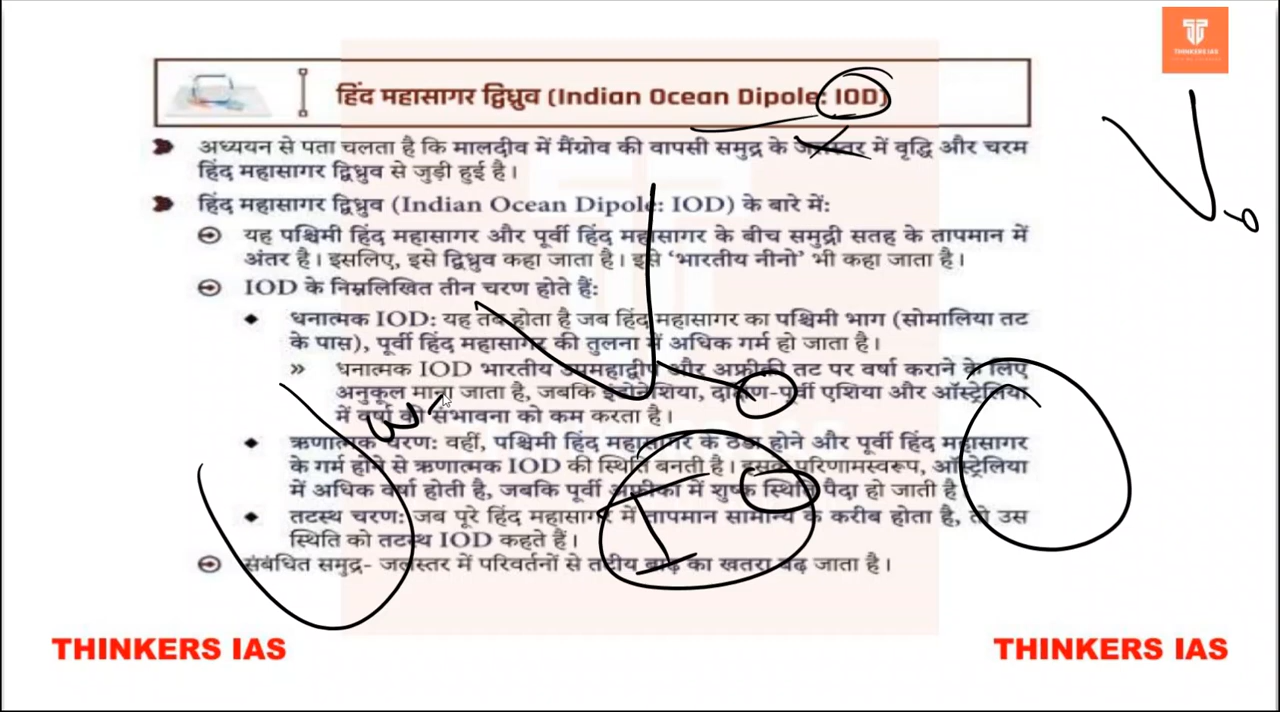 THINKERS IAS
हिंद महासागर द्विध्रुव (Indian Ocean Dipole: IOD)
अध्ययन से पता चलता है कि मालदीव में मैंग्रोव की वापसी समुद्र के जलस्तर में वृद्धि और चरम
हिंद महासागर द्विध्रुव से जुड़ी हुई है।
हिंद महासागर द्विध्रुव (Indian Ocean Dipole: IOD) के बारे में:
यह पश्चिमी हिंद महासागर और पूर्वी हिंद महासागर के बीच समुद्री सतह के तापमान में
अंतर है। इसलिए, इसे द्विध्रुव कहा जाता है। इसे 'भारतीय नीनो' भी कहा जाता है।
IOD के निम्नलिखित तीन चरण होते हैं:
धनात्मक IOD: यह तब होता है जब हिंद महासागर का पश्चिमी भाग (सोमालिया तट
के पास), पूर्वी हिंद महासागर की तुलना में अधिक गर्म हो जाता है।
» धनात्मक IOD भारतीय उपमहाद्वीप और अफ्रीकी तट पर वर्षा कराने के लिए
अनुकूल माना जाता है, जबकि इंडोनेशिया, दक्षिण-पूर्वी एशिया और ऑस्ट्रेलिया
में वर्षा की संभावना को कम करता है।
ऋणात्मक चरण: वहीं, पश्चिमी हिंद महासागर के ठंडा होने और पूर्वी हिंद महासागर
के गर्म होने से ऋणात्मक IOD की स्थिति बनती है। इसके परिणामस्वरूप, ऑस्ट्रेलिया
में अधिक वर्षा होती है, जबकि पूर्वी अफ्रीका में शुष्क स्थिति पैदा हो जाती है
तटस्थ चरण: जब पूरे हिंद महासागर में तापमान सामान्य के करीब होता है, तो उस
स्थिति को तटस्थ IOD कहते हैं।
संबंधित समुद्र- जलस्तर में परिवर्तनों से तटीय बाढ़ का खतरा बढ़ जाता है।
THINKERS IAS
THINKERS IAS